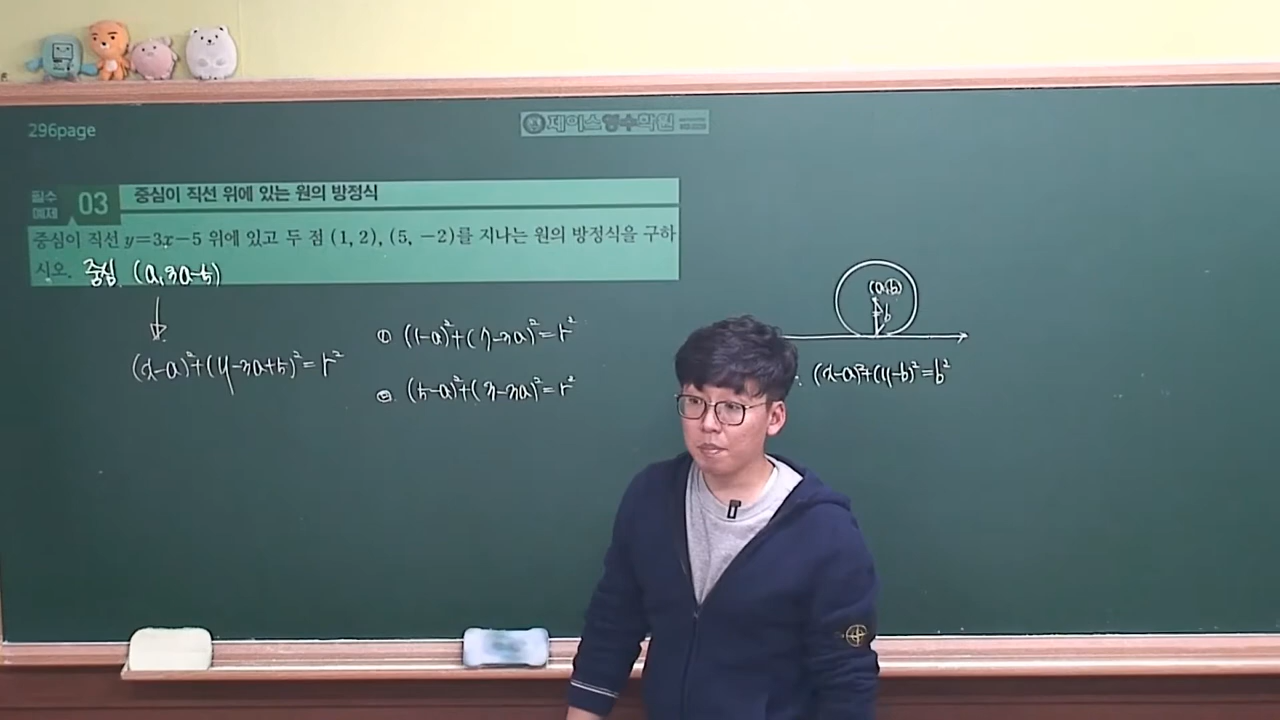 296page
제이스영수학원
필수 예제 03 중심이 직선 위에 있는 원의 방정식
중심이 직선 y=3x-5 위에 있고 두 점 (1, 2), (5, -2)를 지나는 원의 방정식을 구하
시오. 중심 (a, 3a-5)
(x-a)²+(y-3a+5)²=r²
① (1-a)²+(7-3a)²=r²
② (5-a)²+(3-3a)²=r²
(a,b)
b
(x-a)²+(y-b)²=b²